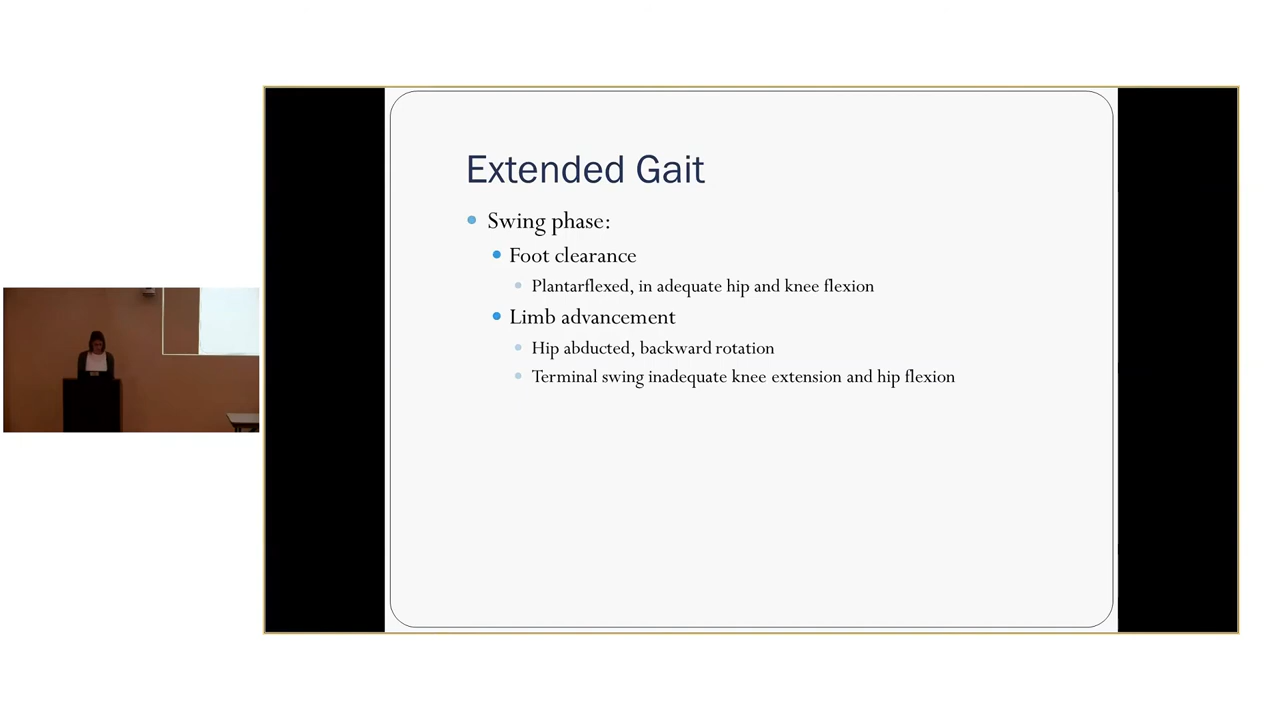 Extended Gait
Swing phase:
Foot clearance
Plantarflexed, in adequate hip and knee flexion
Limb advancement
Hip abducted, backward rotation
Terminal swing inadequate knee extension and hip flexion